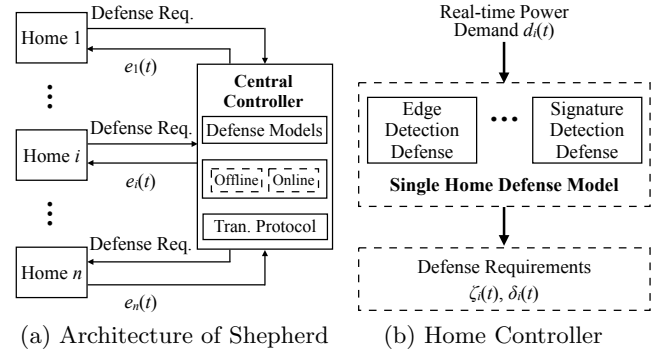 Defense Req.
Home 1
e₁(t)
Central
Controller
Defense Models
Defense Req.
Home i
eᵢ(t)
Offline
Online
Tran. Protocol
Defense Req.
Home n
eₙ(t)
(a) Architecture of Shepherd
Real-time Power
Demand dᵢ(t)
Edge
Detection
Defense
Signature
Detection
Defense
Single Home Defense Model
Defense Requirements
ζᵢ(t), δᵢ(t)
(b) Home Controller